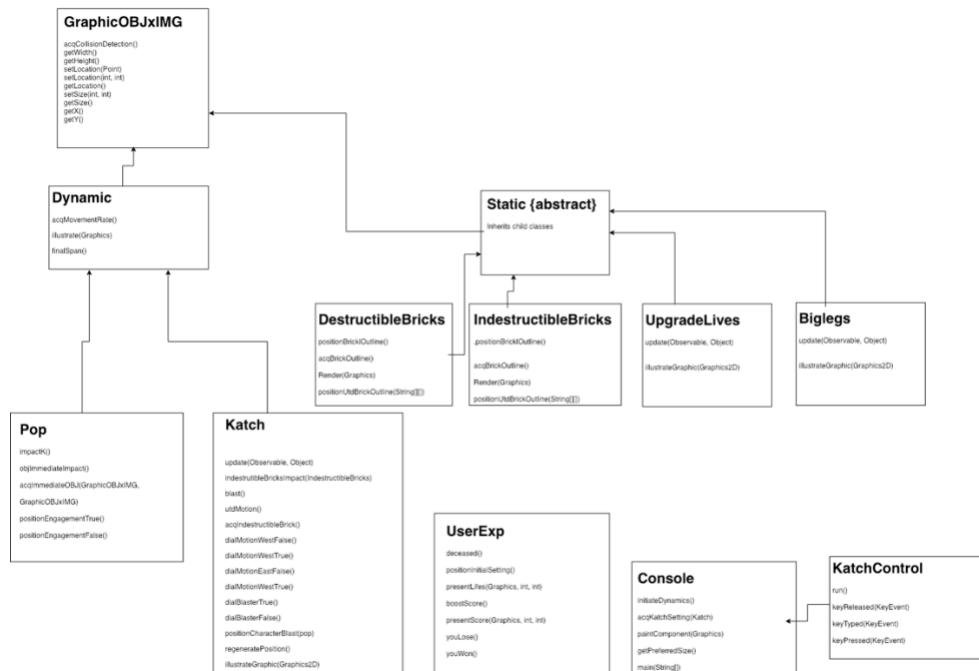 GraphicOBJxIMG
acqCollisionDetection()
getWidth()
getHeight()
setLocation(Point)
setLocation(int, int)
getLocation()
setSize(int, int)
getSize()
getX()
getY()
Dynamic
acqMovementRate()
illustrate(Graphics)
finalSpan()
Static {abstract}
Inherits child classes
DestructibleBricks
positionBricklOutline()
acqBrickOutline()
Render(Graphics)
positionUtdBrickOutline(String[][])
IndestructibleBricks
.positionBricklOutline()
acqBrickOutline()
Render(Graphics)
positionUtdBrickOutline(String[][])
UpgradeLives
update(Observable, Object)
illustrateGraphic(Graphics2D)
Biglegs
update(Observable, Object)
illustrateGraphic(Graphics2D)
Pop
impactK()
objImmediateImpact()
acqImmediateOBJ(GraphicOBJxIMG,
GraphicOBJxIMG)
positionEngagementTrue()
positionEngagementFalse()
Katch
update(Observable, Object)
indestrutibleBricksImpact(IndestructibleBricks)
blast()
utdMotion()
acqIndestructibleBrick()
dialMotionWestFalse()
dialMotionWestTrue()
dialMotionEastFalse()
dialMotionWestTrue()
dialBlasterTrue()
dialBlasterFalse()
positionCharacterBlast(pop)
regeneratePosition()
illustrateGraphic(Graphics2D)
UserExp
deceased()
positionInitialSetting()
presentLifes(Graphics, int, int)
boostScore()
presentScore(Graphics, int, int)
youLose()
youWon()
Console
initiateDynamics()
acqKatchSetting(Katch)
paintComponent(Graphics)
getPreferredSize()
main(String[])
KatchControl
run()
keyReleased(KeyEvent)
keyTyped(KeyEvent)
keyPressed(KeyEvent)